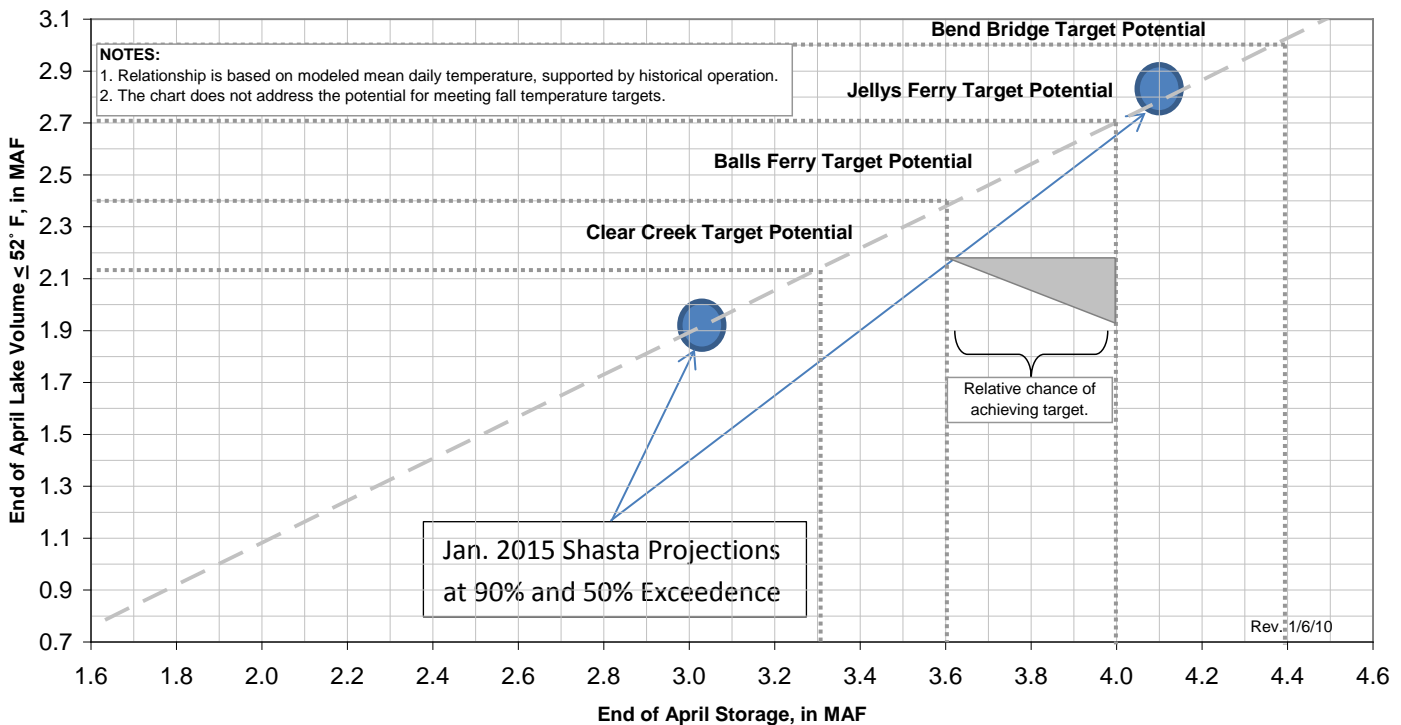 NOTES:
1. Relationship is based on modeled mean daily temperature, supported by historical operation.
2. The chart does not address the potential for meeting fall temperature targets.
Bend Bridge Target Potential
Jellys Ferry Target Potential
Balls Ferry Target Potential
Clear Creek Target Potential
Relative chance of
achieving target.
Jan. 2015 Shasta Projections
at 90% and 50% Exceedence
Rev. 1/6/10
End of April Lake Volume ≤ 52˚ F, in MAF
3.1
2.9
2.7
2.5
2.3
2.1
1.9
1.7
1.5
1.3
1.1
0.9
0.7
1.6 1.8 2.0 2.2 2.4 2.6 2.8 3.0 3.2 3.4 3.6 3.8 4.0 4.2 4.4 4.6
End of April Storage, in MAF